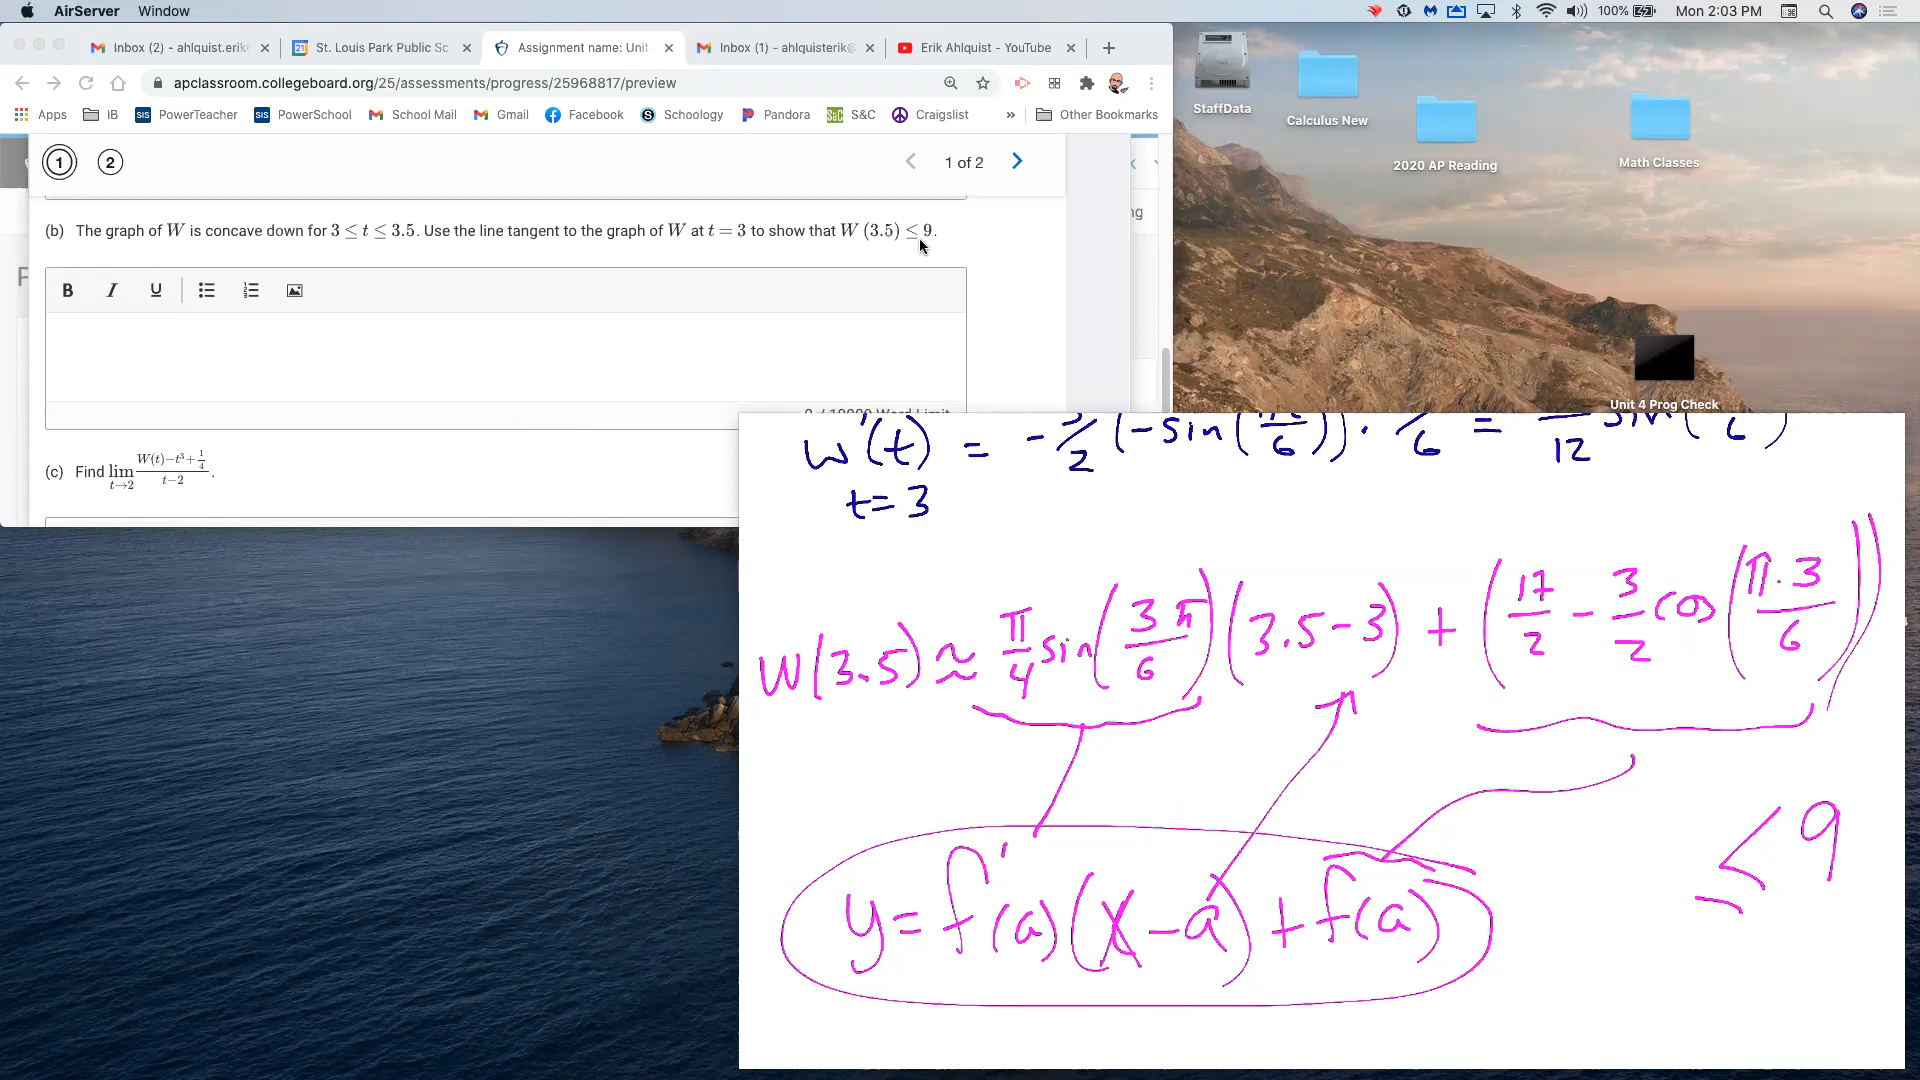 AirServer Window 100% Mon 2:03 PM
Inbox (2) - ahlquist.erik× St. Louis Park Public Sc × Assignment name: Unit × Inbox (1) - ahlquisterik@ × Erik Ahlquist - YouTube × +
apclassroom.collegeboard.org/25/assessments/progress/25968817/preview
Apps IB SIS PowerTeacher SIS PowerSchool School Mail Gmail Facebook Schoology Pandora S&C S&C Craigslist » Other Bookmarks
1 2 1 of 2
(b) The graph of W is concave down for 3 ≤ t ≤ 3.5. Use the line tangent to the graph of W at t = 3 to show that W (3.5) ≤ 9.
B I U
(c) Find lim t→2 W(t)−t³+1/4 / t−2 .
StaffData
Calculus New
2020 AP Reading
Math Classes
Unit 4 Prog Check
t = 3
W(3.5) ≈ π/4 sin(3π/6)(3.5−3) + (17/2 − 3/2 cos(π·3/6))
≤ 9
y = f'(a)(x−a) + f(a)